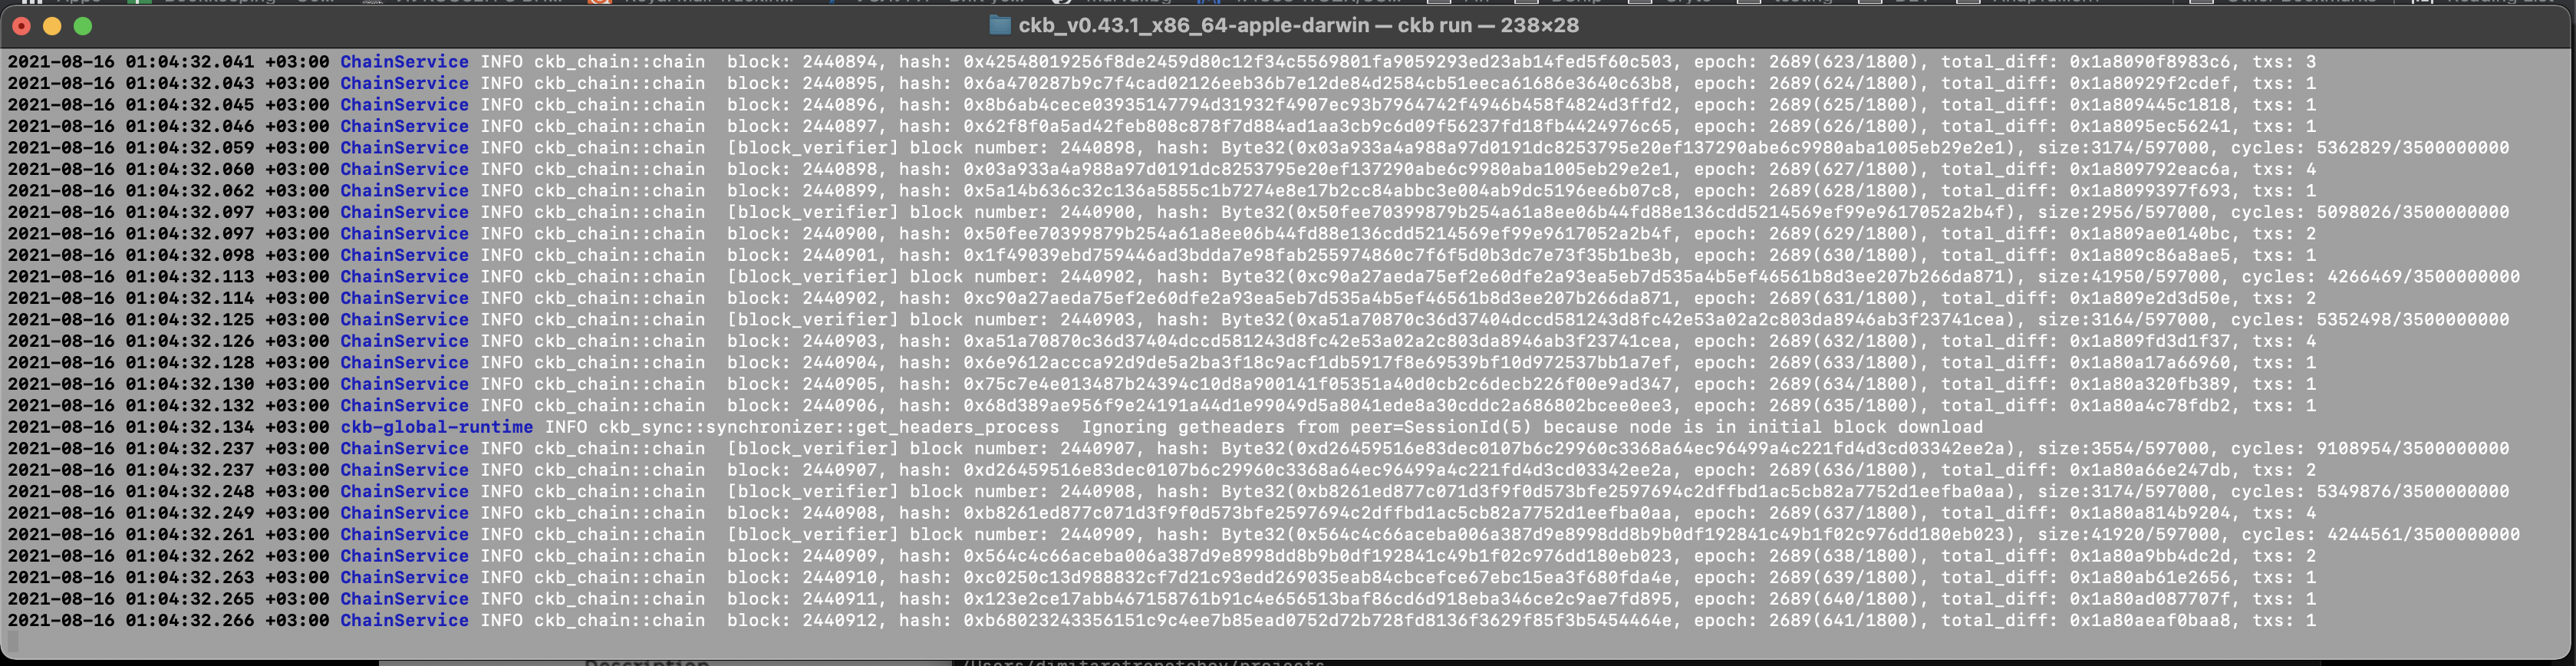 ckb_v0.43.1_x86_64-apple-darwin — ckb run — 238×28
2021-08-16 01:04:32.041 +03:00 ChainService INFO ckb_chain::chain  block: 2440894, hash: 0x42548019256f8de2459d80c12f34c5569801fa9059293ed23ab14fed5f60c503, epoch: 2689(623/1800), total_diff: 0x1a8090f8983c6, txs: 3
2021-08-16 01:04:32.043 +03:00 ChainService INFO ckb_chain::chain  block: 2440895, hash: 0x6a470287b9c7f4cad02126eeb36b7e12de84d2584cb51eeca61686e3640c63b8, epoch: 2689(624/1800), total_diff: 0x1a80929f2cdef, txs: 1
2021-08-16 01:04:32.045 +03:00 ChainService INFO ckb_chain::chain  block: 2440896, hash: 0x8b6ab4cece03935147794d31932f4907ec93b7964742f4946b458f4824d3ffd2, epoch: 2689(625/1800), total_diff: 0x1a809445c1818, txs: 1
2021-08-16 01:04:32.046 +03:00 ChainService INFO ckb_chain::chain  block: 2440897, hash: 0x62f8f0a5ad42feb808c878f7d884ad1aa3cb9c6d09f56237fd18fb4424976c65, epoch: 2689(626/1800), total_diff: 0x1a8095ec56241, txs: 1
2021-08-16 01:04:32.059 +03:00 ChainService INFO ckb_chain::chain  [block_verifier] block number: 2440898, hash: Byte32(0x03a933a4a988a97d0191dc8253795e20ef137290abe6c9980aba1005eb29e2e1), size:3174/597000, cycles: 5362829/3500000000
2021-08-16 01:04:32.060 +03:00 ChainService INFO ckb_chain::chain  block: 2440898, hash: 0x03a933a4a988a97d0191dc8253795e20ef137290abe6c9980aba1005eb29e2e1, epoch: 2689(627/1800), total_diff: 0x1a809792eac6a, txs: 4
2021-08-16 01:04:32.062 +03:00 ChainService INFO ckb_chain::chain  block: 2440899, hash: 0x5a14b636c32c136a5855c1b7274e8e17b2cc84abbc3e004ab9dc5196ee6b07c8, epoch: 2689(628/1800), total_diff: 0x1a8099397f693, txs: 1
2021-08-16 01:04:32.097 +03:00 ChainService INFO ckb_chain::chain  [block_verifier] block number: 2440900, hash: Byte32(0x50fee70399879b254a61a8ee06b44fd88e136cdd5214569ef99e9617052a2b4f), size:2956/597000, cycles: 5098026/3500000000
2021-08-16 01:04:32.097 +03:00 ChainService INFO ckb_chain::chain  block: 2440900, hash: 0x50fee70399879b254a61a8ee06b44fd88e136cdd5214569ef99e9617052a2b4f, epoch: 2689(629/1800), total_diff: 0x1a809ae0140bc, txs: 2
2021-08-16 01:04:32.098 +03:00 ChainService INFO ckb_chain::chain  block: 2440901, hash: 0x1f49039ebd759446ad3bdda7e98fab255974860c7f6f5d0b3dc7e73f35b1be3b, epoch: 2689(630/1800), total_diff: 0x1a809c86a8ae5, txs: 1
2021-08-16 01:04:32.113 +03:00 ChainService INFO ckb_chain::chain  [block_verifier] block number: 2440902, hash: Byte32(0xc90a27aeda75ef2e60dfe2a93ea5eb7d535a4b5ef46561b8d3ee207b266da871), size:41950/597000, cycles: 4266469/3500000000
2021-08-16 01:04:32.114 +03:00 ChainService INFO ckb_chain::chain  block: 2440902, hash: 0xc90a27aeda75ef2e60dfe2a93ea5eb7d535a4b5ef46561b8d3ee207b266da871, epoch: 2689(631/1800), total_diff: 0x1a809e2d3d50e, txs: 2
2021-08-16 01:04:32.125 +03:00 ChainService INFO ckb_chain::chain  [block_verifier] block number: 2440903, hash: Byte32(0xa51a70870c36d37404dccd581243d8fc42e53a02a2c803da8946ab3f23741cea), size:3164/597000, cycles: 5352498/3500000000
2021-08-16 01:04:32.126 +03:00 ChainService INFO ckb_chain::chain  block: 2440903, hash: 0xa51a70870c36d37404dccd581243d8fc42e53a02a2c803da8946ab3f23741cea, epoch: 2689(632/1800), total_diff: 0x1a809fd3d1f37, txs: 4
2021-08-16 01:04:32.128 +03:00 ChainService INFO ckb_chain::chain  block: 2440904, hash: 0x6e9612accca92d9de5a2ba3f18c9acf1db5917f8e69539bf10d972537bb1a7ef, epoch: 2689(633/1800), total_diff: 0x1a80a17a66960, txs: 1
2021-08-16 01:04:32.130 +03:00 ChainService INFO ckb_chain::chain  block: 2440905, hash: 0x75c7e4e013487b24394c10d8a900141f05351a40d0cb2c6decb226f00e9ad347, epoch: 2689(634/1800), total_diff: 0x1a80a320fb389, txs: 1
2021-08-16 01:04:32.132 +03:00 ChainService INFO ckb_chain::chain  block: 2440906, hash: 0x68d389ae956f9e24191a44d1e99049d5a8041ede8a30cddc2a686802bcee0ee3, epoch: 2689(635/1800), total_diff: 0x1a80a4c78fdb2, txs: 1
2021-08-16 01:04:32.134 +03:00 ckb-global-runtime INFO ckb_sync::synchronizer::get_headers_process  Ignoring getheaders from peer=SessionId(5) because node is in initial block download
2021-08-16 01:04:32.237 +03:00 ChainService INFO ckb_chain::chain  [block_verifier] block number: 2440907, hash: Byte32(0xd26459516e83dec0107b6c29960c3368a64ec96499a4c221fd4d3cd03342ee2a), size:3554/597000, cycles: 9108954/3500000000
2021-08-16 01:04:32.237 +03:00 ChainService INFO ckb_chain::chain  block: 2440907, hash: 0xd26459516e83dec0107b6c29960c3368a64ec96499a4c221fd4d3cd03342ee2a, epoch: 2689(636/1800), total_diff: 0x1a80a66e247db, txs: 2
2021-08-16 01:04:32.248 +03:00 ChainService INFO ckb_chain::chain  [block_verifier] block number: 2440908, hash: Byte32(0xb8261ed877c071d3f9f0d573bfe2597694c2dffbd1ac5cb82a7752d1eefba0aa), size:3174/597000, cycles: 5349876/3500000000
2021-08-16 01:04:32.249 +03:00 ChainService INFO ckb_chain::chain  block: 2440908, hash: 0xb8261ed877c071d3f9f0d573bfe2597694c2dffbd1ac5cb82a7752d1eefba0aa, epoch: 2689(637/1800), total_diff: 0x1a80a814b9204, txs: 4
2021-08-16 01:04:32.261 +03:00 ChainService INFO ckb_chain::chain  [block_verifier] block number: 2440909, hash: Byte32(0x564c4c66aceba006a387d9e8998dd8b9b0df192841c49b1f02c976dd180eb023), size:41920/597000, cycles: 4244561/3500000000
2021-08-16 01:04:32.262 +03:00 ChainService INFO ckb_chain::chain  block: 2440909, hash: 0x564c4c66aceba006a387d9e8998dd8b9b0df192841c49b1f02c976dd180eb023, epoch: 2689(638/1800), total_diff: 0x1a80a9bb4dc2d, txs: 2
2021-08-16 01:04:32.263 +03:00 ChainService INFO ckb_chain::chain  block: 2440910, hash: 0xc0250c13d988832cf7d21c93edd269035eab84cbcefce67ebc15ea3f680fda4e, epoch: 2689(639/1800), total_diff: 0x1a80ab61e2656, txs: 1
2021-08-16 01:04:32.265 +03:00 ChainService INFO ckb_chain::chain  block: 2440911, hash: 0x123e2ce17abb467158761b91c4e656513baf86cd6d918eba346ce2c9ae7fd895, epoch: 2689(640/1800), total_diff: 0x1a80ad087707f, txs: 1
2021-08-16 01:04:32.266 +03:00 ChainService INFO ckb_chain::chain  block: 2440912, hash: 0xb68023243356151c9c4ee7b85ead0752d72b728fd8136f3629f85f3b5454464e, epoch: 2689(641/1800), total_diff: 0x1a80aeaf0baa8, txs: 1